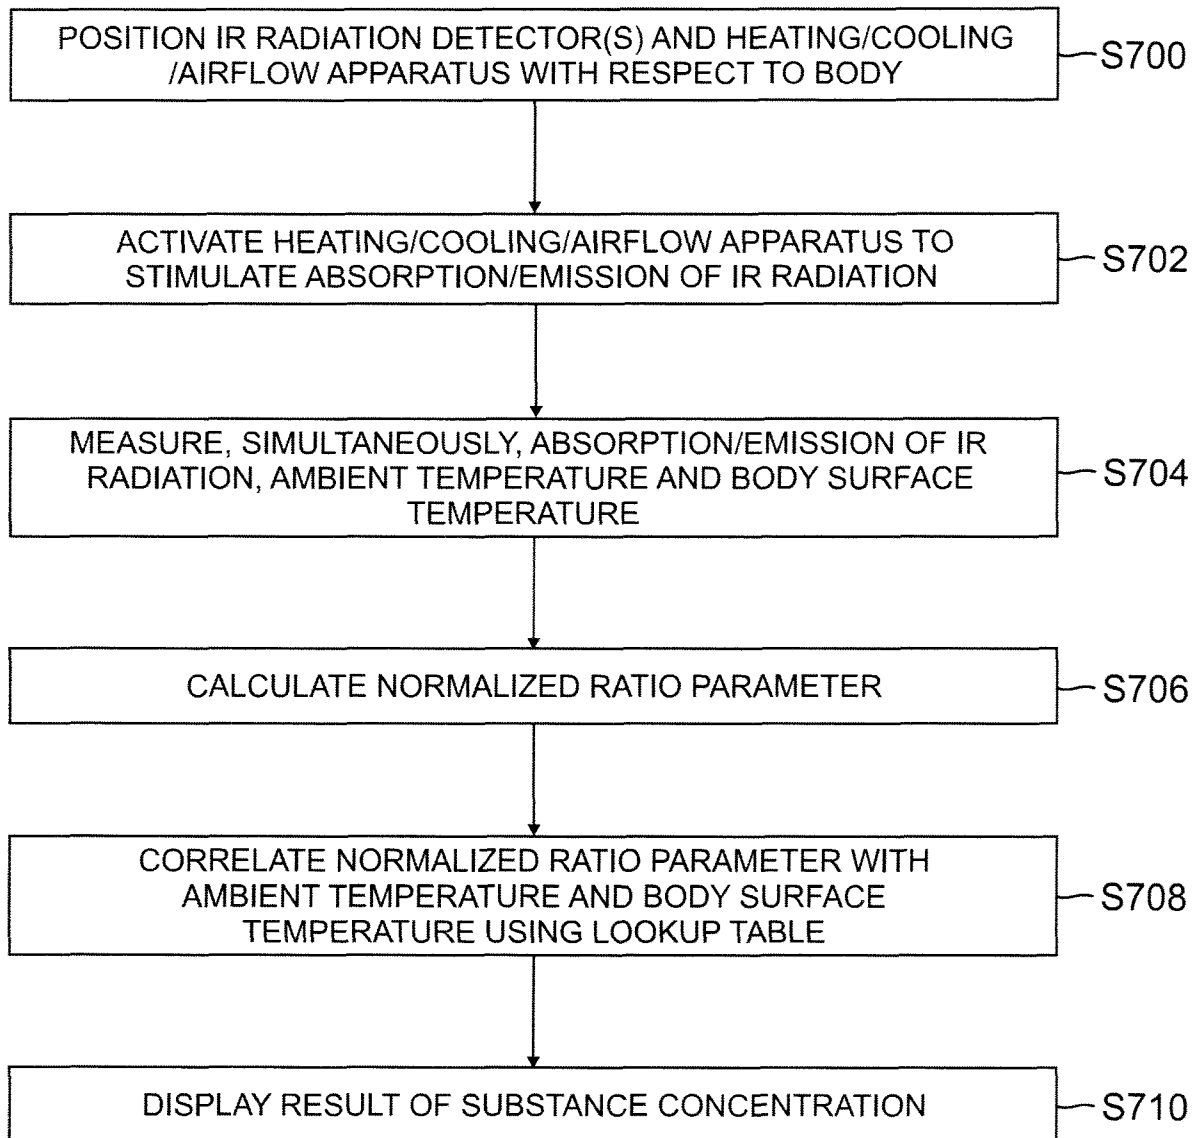 POSITION IR RADIATION DETECTOR(S) AND HEATING/COOLING
/AIRFLOW APPARATUS WITH RESPECT TO BODY
S700
ACTIVATE HEATING/COOLING/AIRFLOW APPARATUS TO
STIMULATE ABSORPTION/EMISSION OF IR RADIATION
S702
MEASURE, SIMULTANEOUSLY, ABSORPTION/EMISSION OF IR
RADIATION, AMBIENT TEMPERATURE AND BODY SURFACE
TEMPERATURE
S704
CALCULATE NORMALIZED RATIO PARAMETER
S706
CORRELATE NORMALIZED RATIO PARAMETER WITH
AMBIENT TEMPERATURE AND BODY SURFACE
TEMPERATURE USING LOOKUP TABLE
S708
DISPLAY RESULT OF SUBSTANCE CONCENTRATION
S710